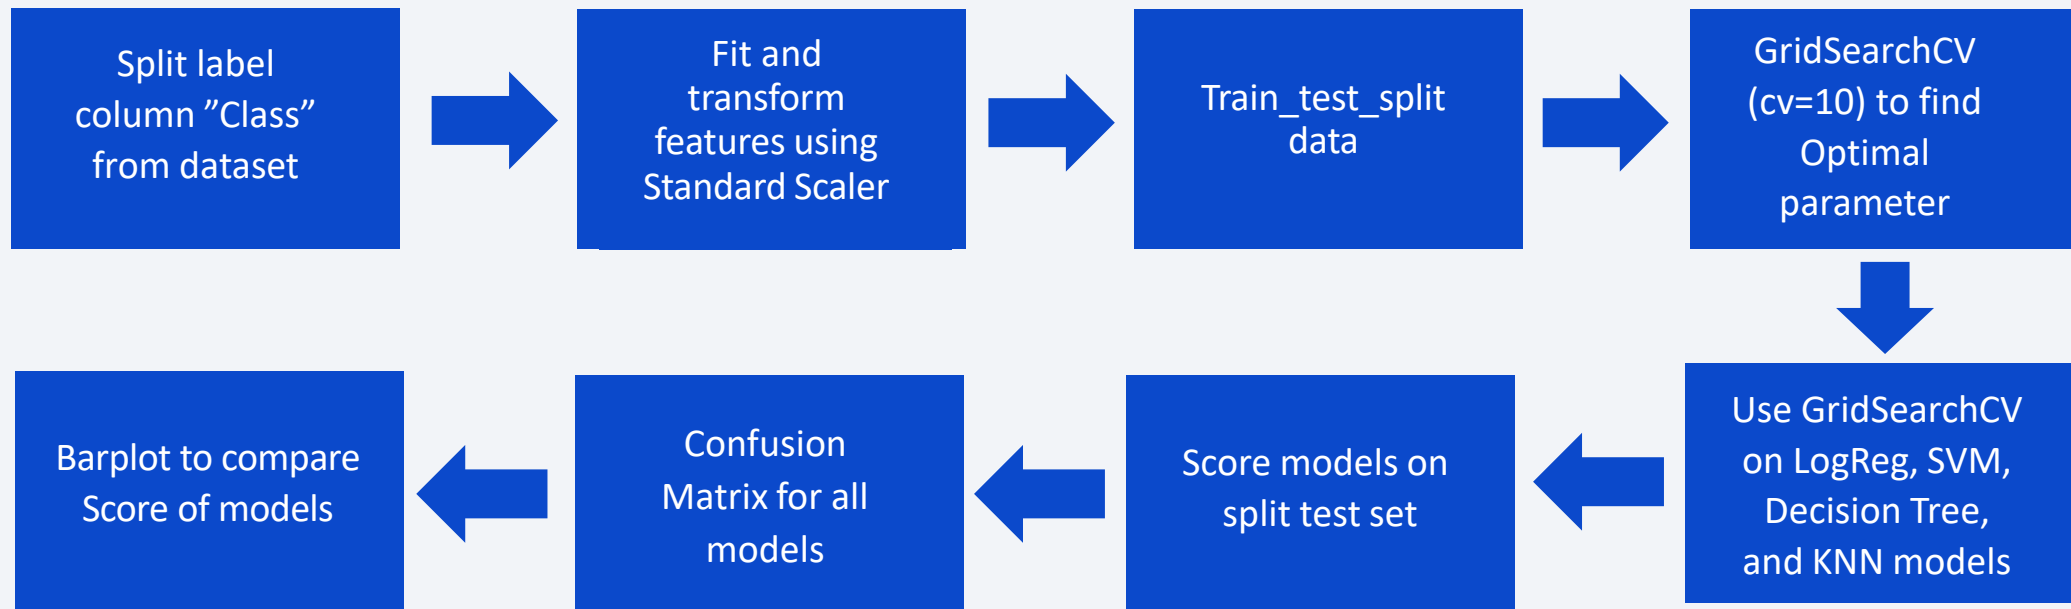 Split label
column ”Class”
from dataset
Fit and
transform
features using
Standard Scaler
Train_test_split
data
GridSearchCV
(cv=10) to find
Optimal
parameter
Use GridSearchCV
on LogReg, SVM,
Decision Tree,
and KNN models
Score models on
split test set
Confusion
Matrix for all
models
Barplot to compare
Score of models